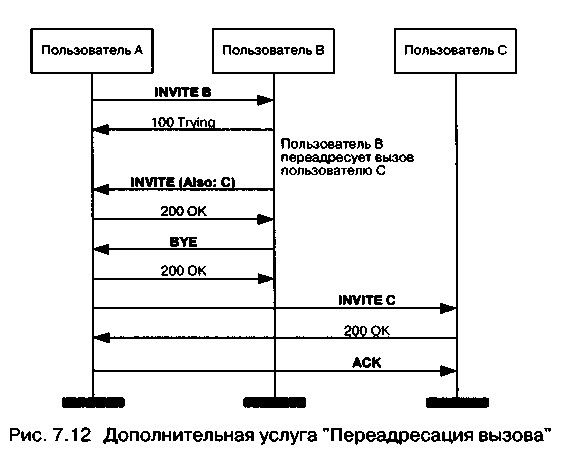 Пользователь A
Пользователь B
Пользователь C
INVITE B
100 Trying
Пользователь B
переадресует вызов
пользователю C
INVITE (Also: C)
200 OK
BYE
200 OK
INVITE C
200 OK
ACK
Рис. 7.12 Дополнительная услуга "Переадресация вызова"